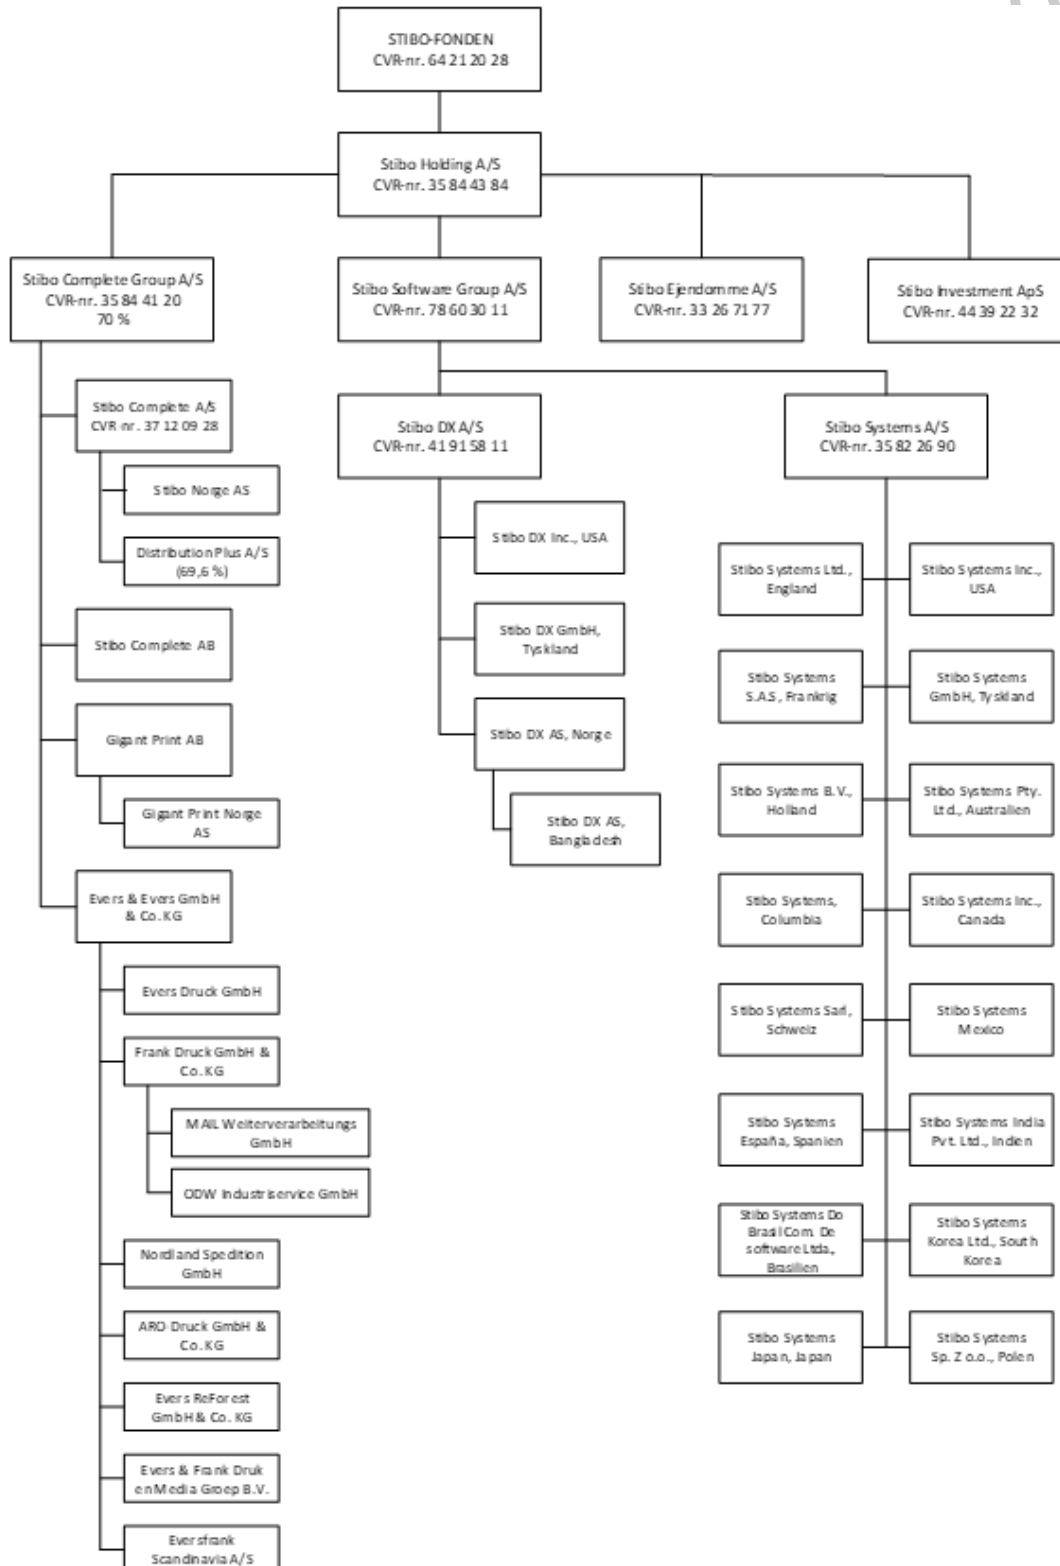 STIBO-FONDEN
CVR-nr. 64 21 20 28
Stibo Holding A/S
CVR-nr. 35 84 43 84
Stibo Complete Group A/S
CVR-nr. 35 84 41 20
70 %
Stibo Software Group A/S
CVR-nr. 78 60 30 11
Stibo Ejendomme A/S
CVR-nr. 33 26 71 77
Stibo Investment ApS
CVR-nr. 44 39 22 32
Stibo Complete A/S
CVR-nr. 37 12 09 28
Stibo Norge AS
Distribution Plus A/S
(69,6 %)
Stibo Complete AB
Gigant Print AB
Gigant Print Norge
AS
Evers & Evers GmbH
& Co. KG
Evers Druck GmbH
Frank Druck GmbH &
Co. KG
MAIL Weiterverarbeitungs
GmbH
ODW Industriservice GmbH
Nordland Spedition
GmbH
ARO-Druck GmbH &
Co. KG
Evers ReForest
GmbH & Co. KG
Evers & Frank Druk
en Media Groep B.V.
Eversfrank
Scandinavia A/S
Stibo DX A/S
CVR-nr. 41 91 58 11
Stibo DX Inc., USA
Stibo DX GmbH,
Tyskland
Stibo DX AS, Norge
Stibo DX AS,
Bangladesh
Stibo Systems A/S
CVR-nr. 35 82 26 90
Stibo Systems Ltd.,
England
Stibo Systems Inc.,
USA
Stibo Systems
S.A.S, Frankrig
Stibo Systems
GmbH, Tyskland
Stibo Systems B.V.,
Holland
Stibo Systems Pty.
Ltd., Australien
Stibo Systems,
Columbia
Stibo Systems Inc.,
Canada
Stibo Systems Sarl,
Schweiz
Stibo Systems
Mexico
Stibo Systems
España, Spanien
Stibo Systems India
Pvt. Ltd., Indien
Stibo Systems Do
Brasil Com. De
software Ltda.,
Brasilien
Stibo Systems
Korea Ltd., South
Korea
Stibo Systems
Japan, Japan
Stibo Systems
Sp. Z o.o., Polen